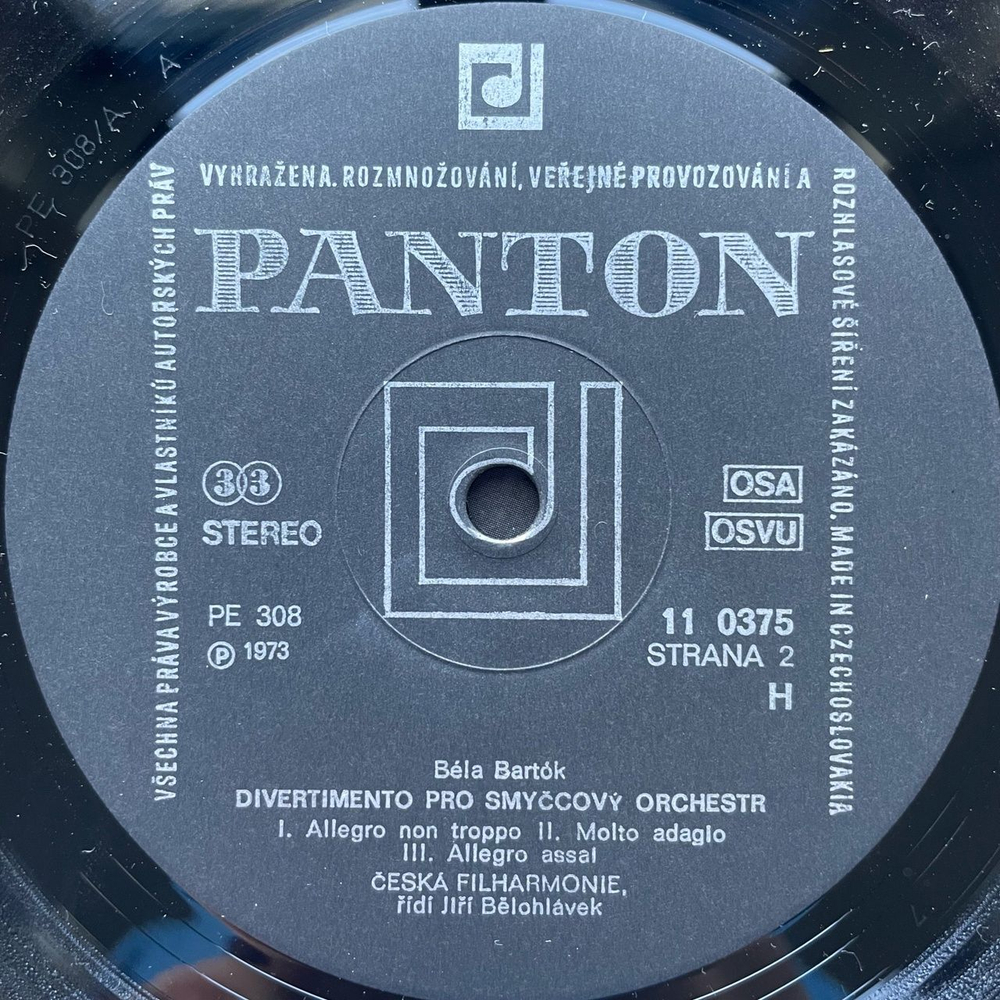 PE 308/A A
VŠECHNA PRÁVA VÝROBCE A VLASTNÍKŮ AUTORSKÝCH PRÁV
VYHRAŽENA. ROZMNOŽOVÁNÍ, VEŘEJNÉ PROVOZOVÁNÍ A
ROZHLASOVÉ ŠÍŘENÍ ZAKÁZÁNO. MADE IN CZECHOSLOVAKIA
PANTON
33
STEREO
OSA
OSVU
PE 308
Ⓟ 1973
11 0375
STRANA 2
H
Béla Bartók
DIVERTIMENTO PRO SMYČCOVÝ ORCHESTR
I. Allegro non troppo II. Molto adagio
III. Allegro assai
ČESKÁ FILHARMONIE,
řídí Jiří Bělohlávek